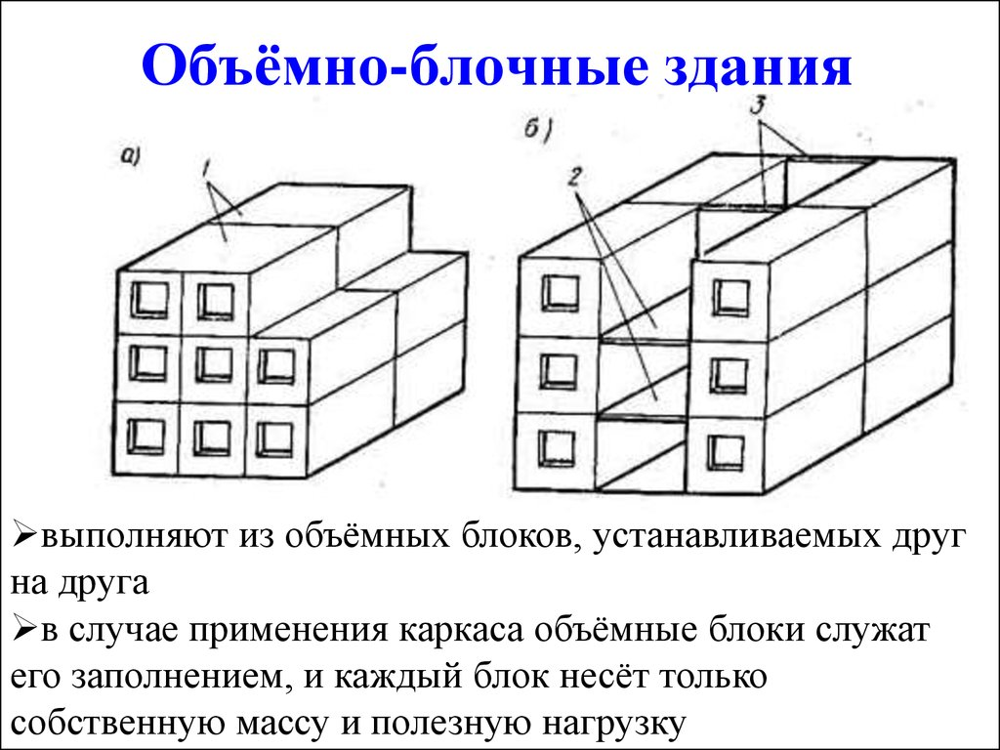 Объёмно-блочные здания
а)
б)
1
2
3
➢выполняют из объёмных блоков, устанавливаемых друг
на друга
➢в случае применения каркаса объёмные блоки служат
его заполнением, и каждый блок несёт только
собственную массу и полезную нагрузку